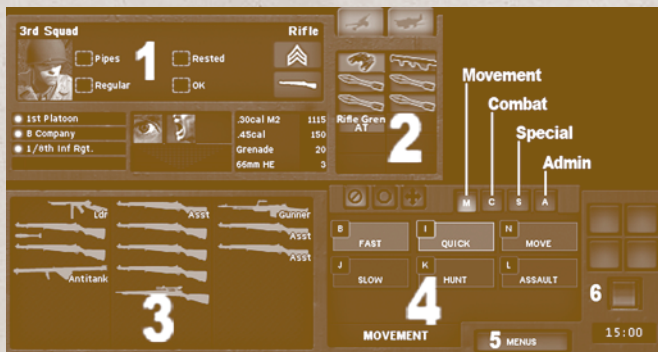 3rd Squad
Rifle
1
Pipes
Rested
Regular
OK
1st Platoon
B Company
1/8th Inf Rgt.
.30cal M2 1115
.45cal 150
Grenade 20
66mm HE 3
Rifle Gren
AT
2
Movement
Combat
Special
Admin
M C S A
Ldr
Asst
Gunner
Asst
Asst
Antitank
3
B FAST
I QUICK
N MOVE
J SLOW
K HUNT
L ASSAULT
4
MOVEMENT
5 MENUS
6
15:00